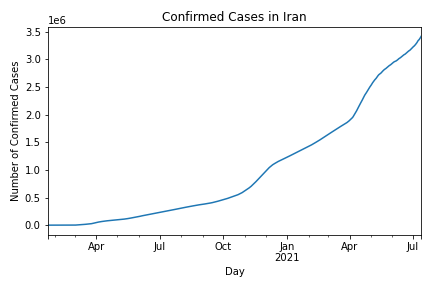 Confirmed Cases in Iran
1e6
3.5
3.0
2.5
2.0
1.5
1.0
0.5
0.0
Number of Confirmed Cases
Apr
Jul
Oct
Jan
2021
Apr
Jul
Day